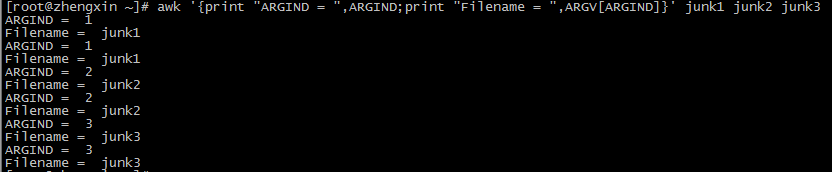 [root@zhengxin ~]# awk '{print "ARGIND = ",ARGIND;print "Filename = ",ARGV[ARGIND]}' junk1 junk2 junk3
ARGIND =  1
Filename =  junk1
ARGIND =  1
Filename =  junk1
ARGIND =  2
Filename =  junk2
ARGIND =  2
Filename =  junk2
ARGIND =  3
Filename =  junk3
ARGIND =  3
Filename =  junk3